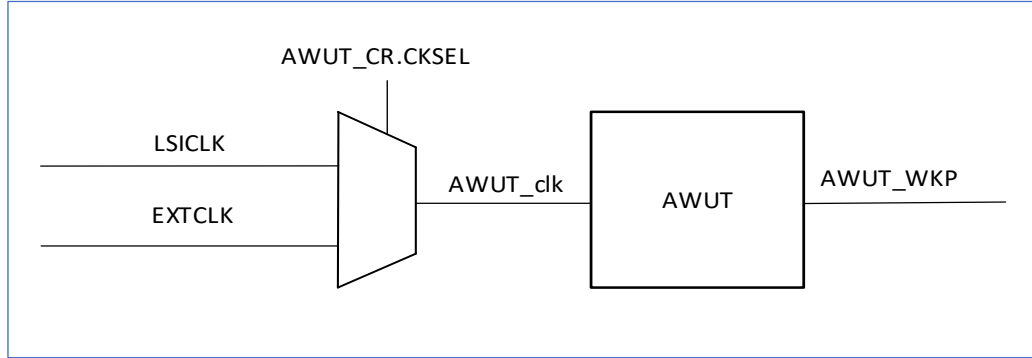 AWUT_CR.CKSEL
LSICLK
EXTCLK
AWUT_clk
AWUT
AWUT_WKP